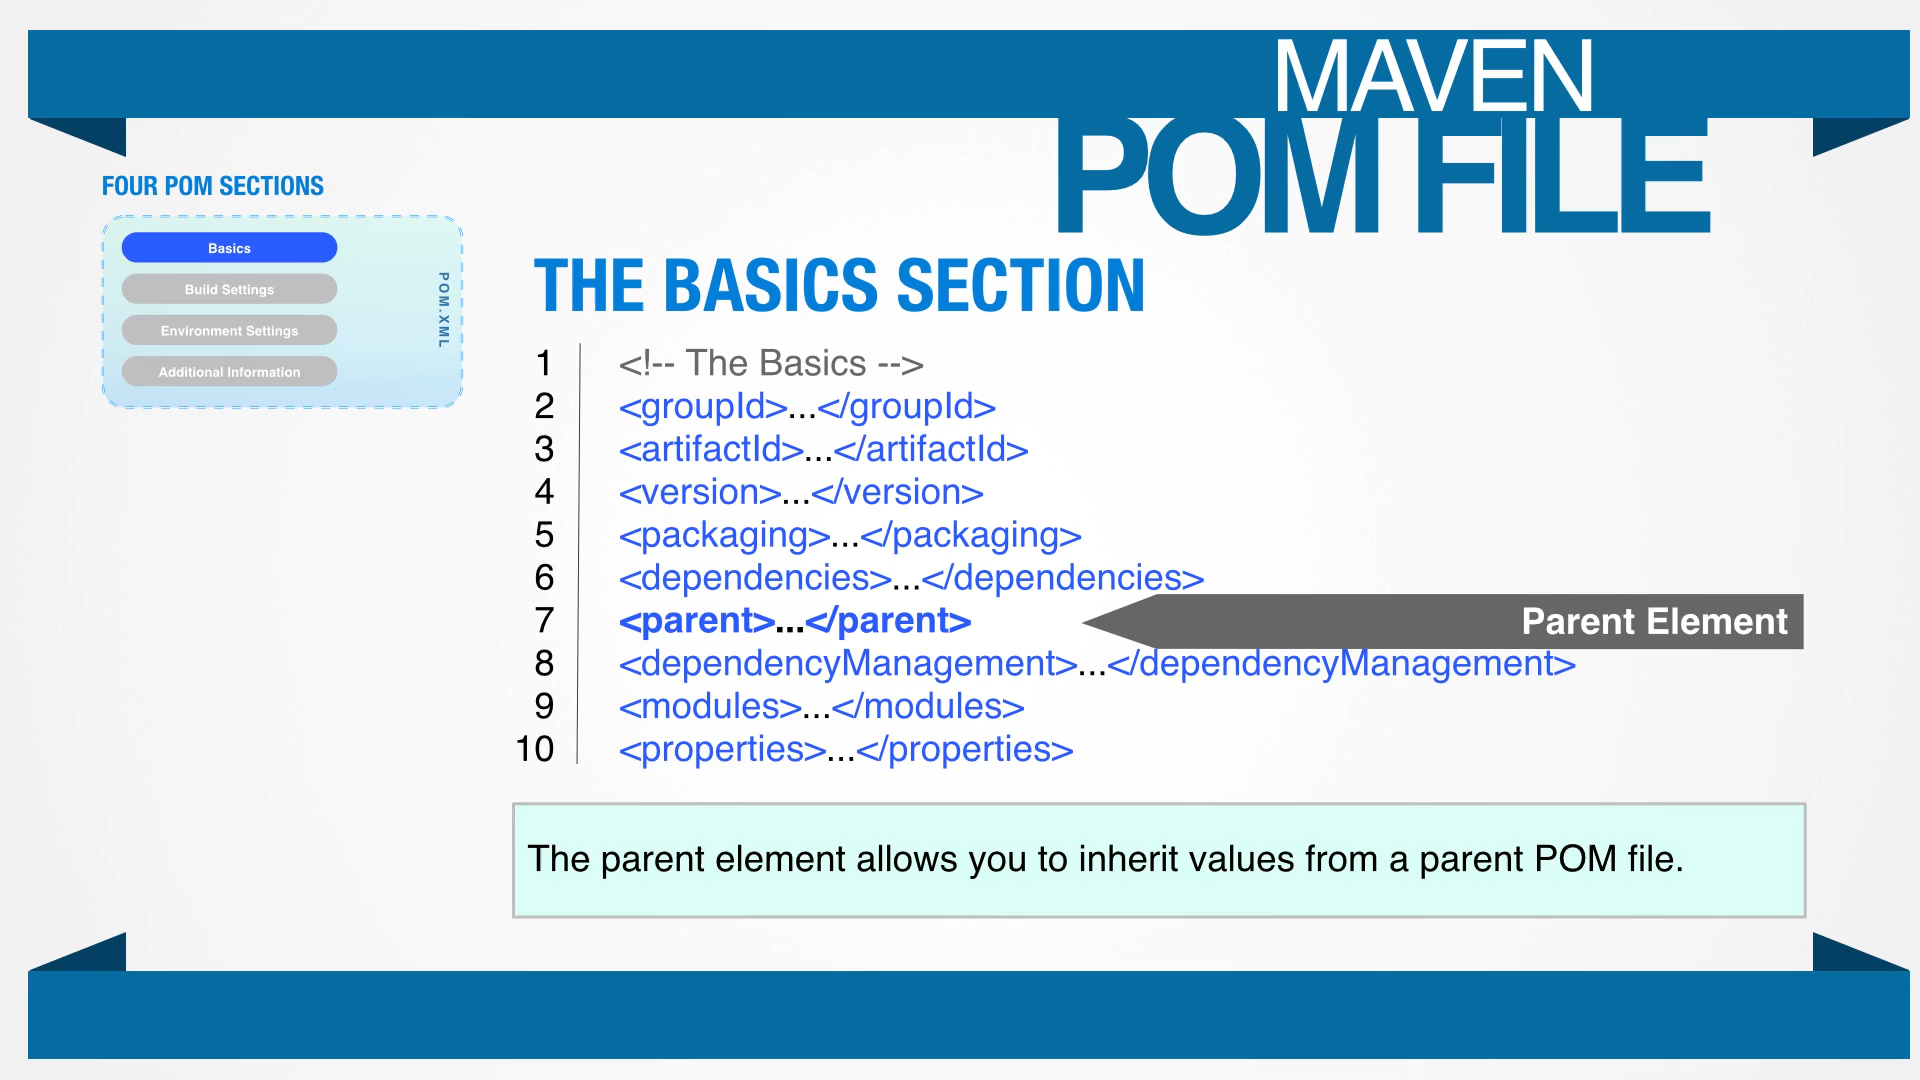 MAVEN
POM FILE
FOUR POM SECTIONS
Basics
Build Settings
Environment Settings
Additional Information
POM.XML
THE BASICS SECTION
1 <!-- The Basics -->
2 <groupId>...</groupId>
3 <artifactId>...</artifactId>
4 <version>...</version>
5 <packaging>...</packaging>
6 <dependencies>...</dependencies>
7 <parent>...</parent> Parent Element
8 <dependencyManagement>...</dependencyManagement>
9 <modules>...</modules>
10 <properties>...</properties>
The parent element allows you to inherit values from a parent POM file.